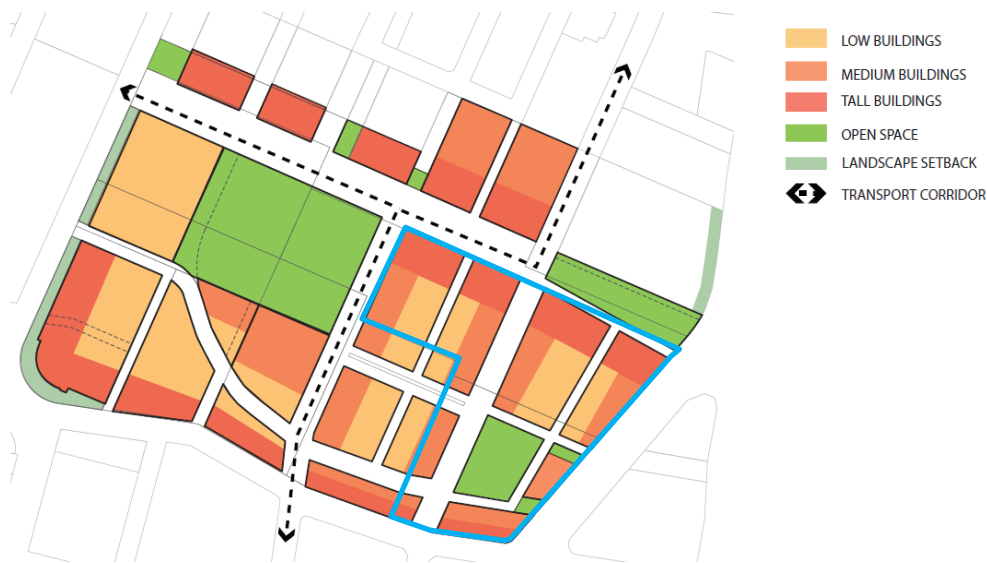 LOW BUILDINGS
MEDIUM BUILDINGS
TALL BUILDINGS
OPEN SPACE
LANDSCAPE SETBACK
TRANSPORT CORRIDOR